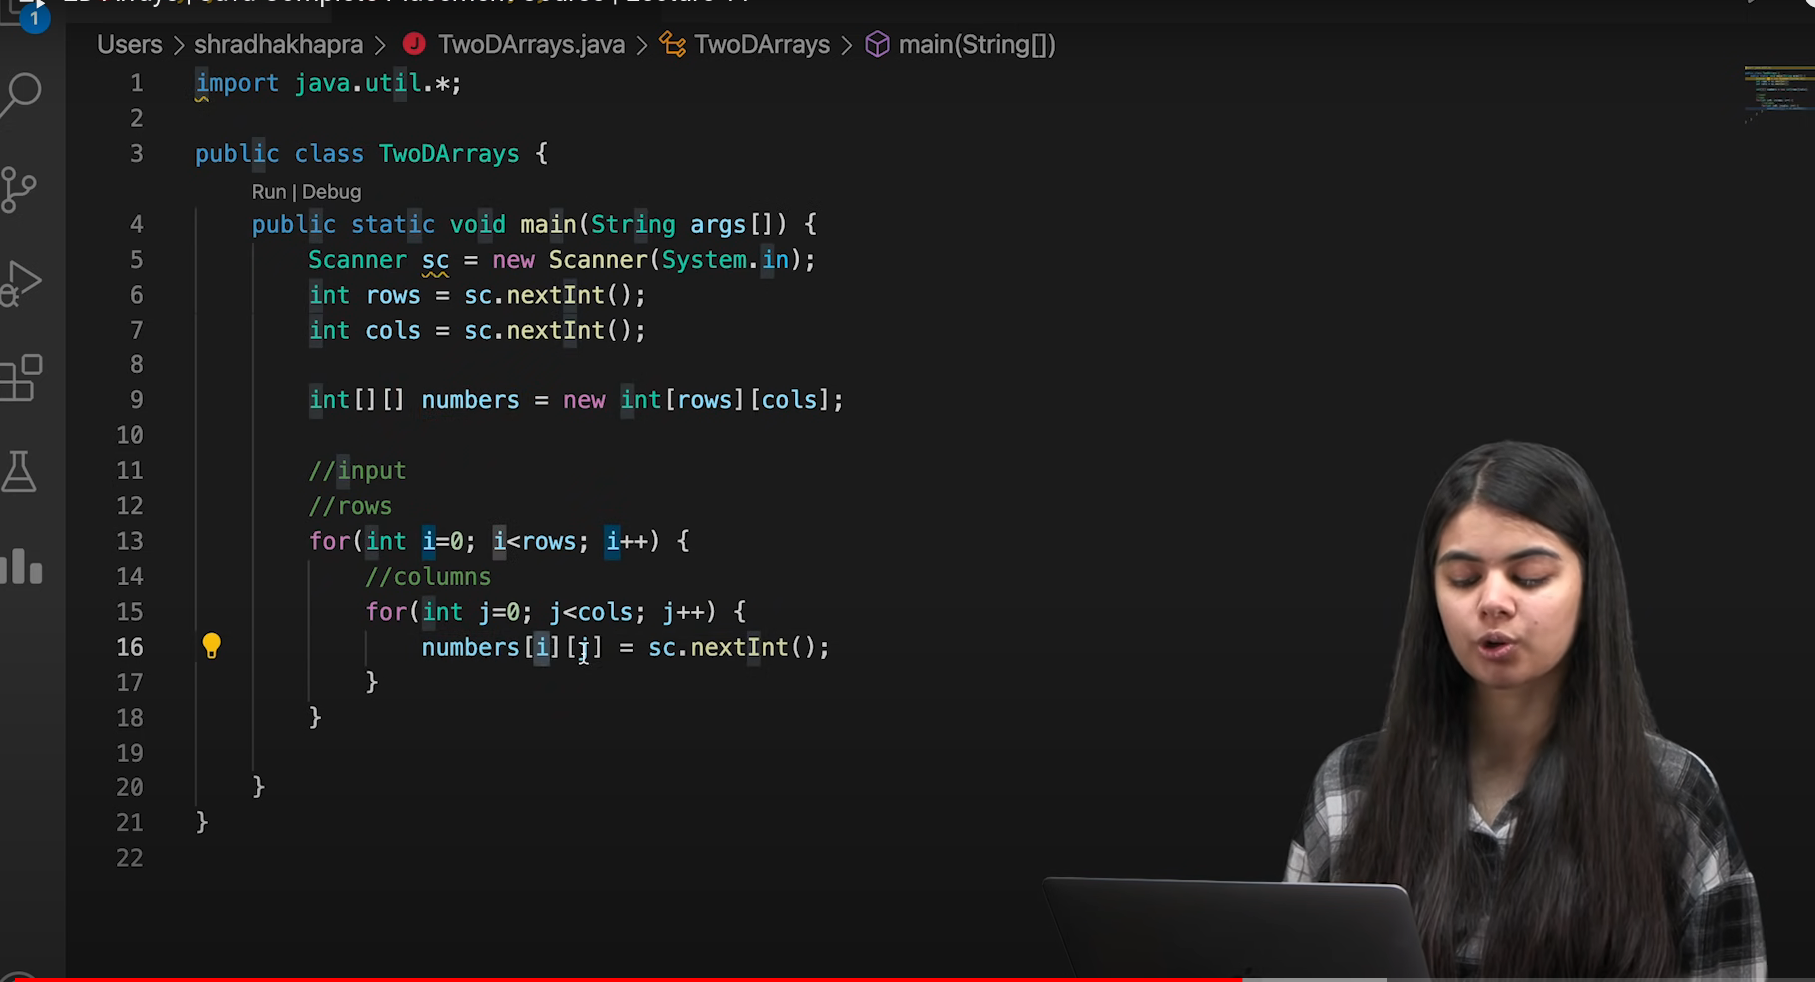 1
Users > shradhakhapra > J TwoDArrays.java > TwoDArrays > main(String[])
1 import java.util.*;
2
3 public class TwoDArrays {
Run | Debug
4 public static void main(String args[]) {
5 Scanner sc = new Scanner(System.in);
6 int rows = sc.nextInt();
7 int cols = sc.nextInt();
8
9 int[][] numbers = new int[rows][cols];
10
11 //input
12 //rows
13 for(int i=0; i<rows; i++) {
14 //columns
15 for(int j=0; j<cols; j++) {
16 numbers[i][j] = sc.nextInt();
17 }
18 }
19
20 }
21 }
22